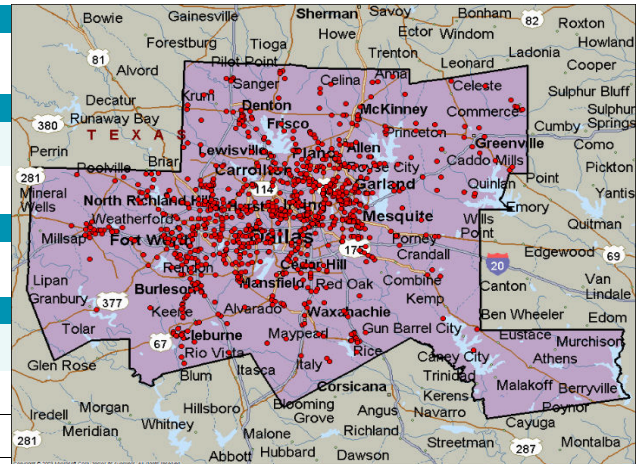 Bowie Gainesville Sherman Savoy Bonham 82 Roxton
Forestburg Tioga Howe Ector Windom Howland
81 Pilot Point Trenton Ladonia
Alvord Sanger Celina Anna Leonard Cooper
Decatur Krum Celeste Sulphur Bluff
Runaway Bay Denton McKinney Commerce Sulphur
380 TEXAS Frisco Princeton Cumby Springs
Perrin Lewisville Plano Allen Greenville Como
Poolville Briar Carrollton Caddo Mills Pickton
281 114 Garland Quinlan Point Yantis
Mineral North Richland Hills Emory
Wells Weatherford Mesquite Wills Quitman
Millsap Fort Worth Dallas Forney Point
175 Crandall Edgewood 69
Rendon Cedar Hill 20
Lipan Burleson Mansfield Red Oak Combine Canton Van
Granbury 377 Kemp Lindale
Keene Alvarado Waxahachie Ben Wheeler Edom
Tolar Cleburne Maypearl Gun Barrel City Eustace Murchison
67 Rio Vista Rice Caney City Athens
Glen Rose Blum Itasca Italy Trinidad
Corsicana Malakoff Berryville
Iredell Morgan Hillsboro Blooming Angus Kerens Poynor
Meridian Whitney Grove Navarro Cayuga
281 Malone Richland Streetman 287 Montalba
Abbott Hubbard Dawson